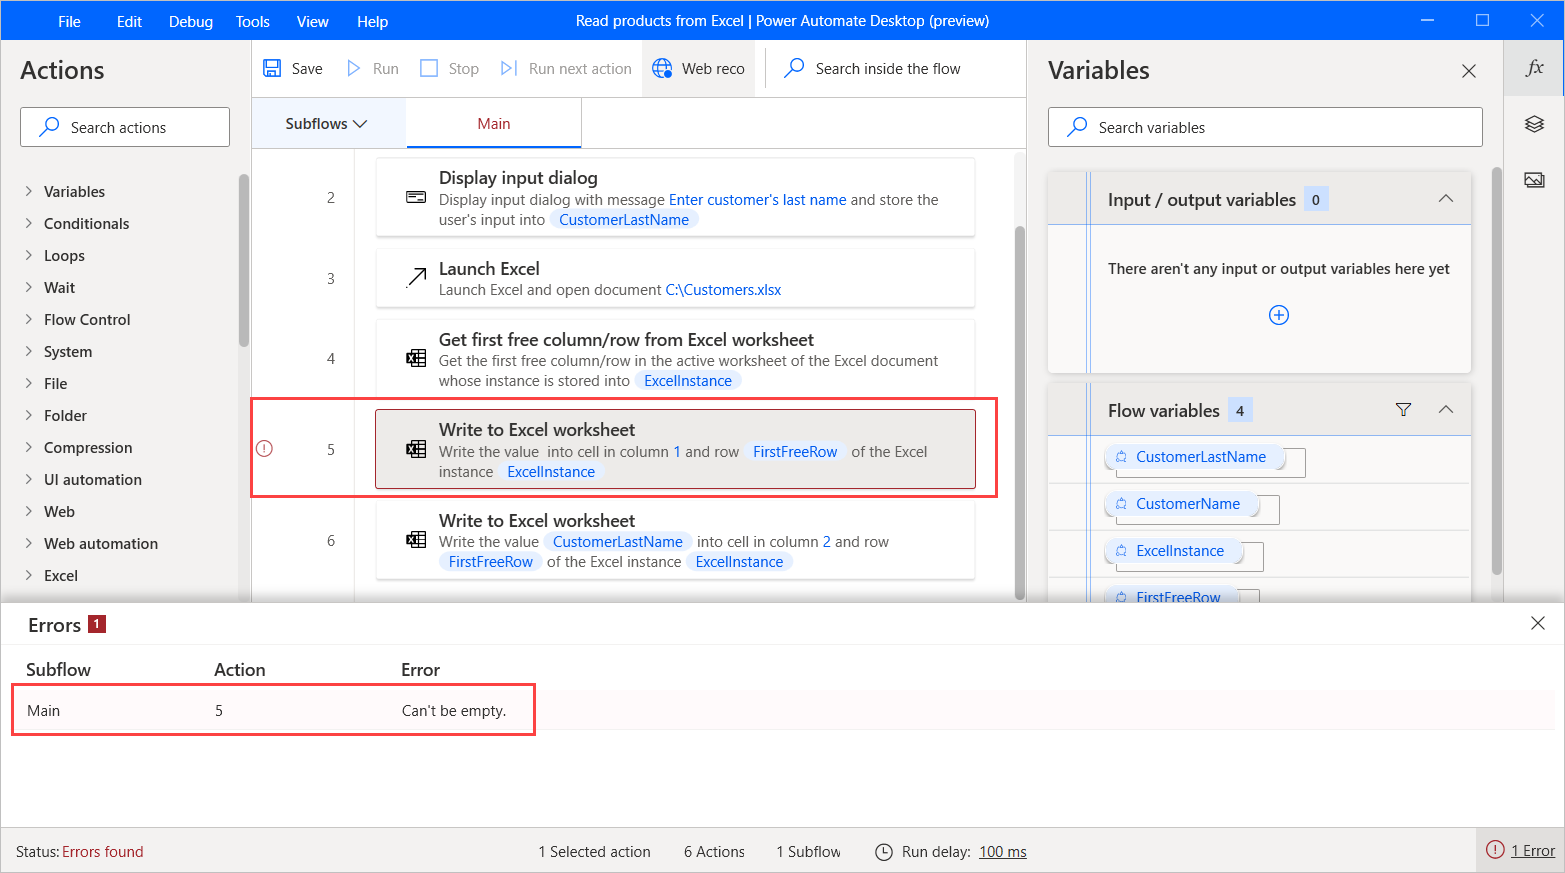 File Edit Debug Tools View Help Read products from Excel | Power Automate Desktop (preview)
Actions
Search actions
Variables
Conditionals
Loops
Wait
Flow Control
System
File
Folder
Compression
UI automation
Web
Web automation
Excel
Save Run Stop Run next action Web reco Search inside the flow
Subflows Main
2 Display input dialog
Display input dialog with message Enter customer's last name and store the
user's input into CustomerLastName
3 Launch Excel
Launch Excel and open document C:\Customers.xlsx
4 Get first free column/row from Excel worksheet
Get the first free column/row in the active worksheet of the Excel document
whose instance is stored into ExcelInstance
5 Write to Excel worksheet
Write the value into cell in column 1 and row FirstFreeRow of the Excel
instance ExcelInstance
6 Write to Excel worksheet
Write the value CustomerLastName into cell in column 2 and row
FirstFreeRow of the Excel instance ExcelInstance
Variables
fx
Search variables
Input / output variables 0
There aren't any input or output variables here yet
Flow variables 4
CustomerLastName
CustomerName
ExcelInstance
FirstFreeRow
Errors 1
Subflow Action Error
Main 5 Can't be empty.
Status: Errors found 1 Selected action 6 Actions 1 Subflow Run delay: 100 ms 1 Error